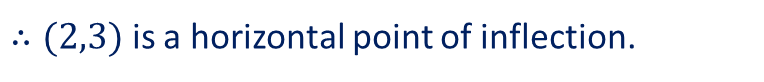 ∴ (2,3) is a horizontal point of inflection.